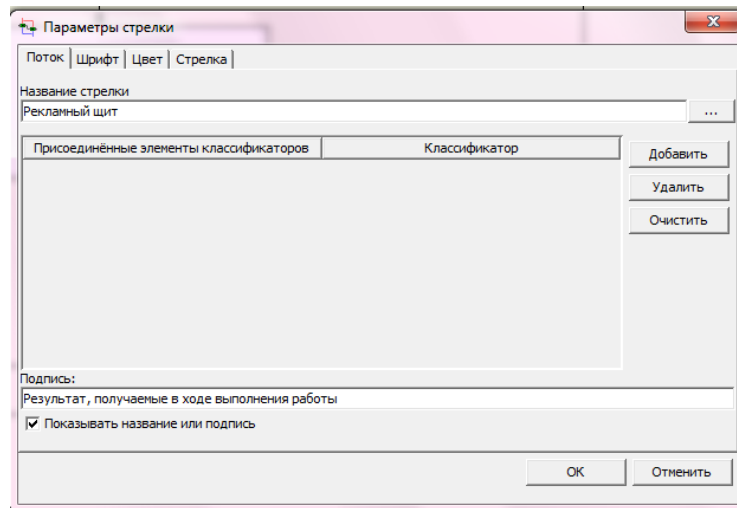 Параметры стрелки
Поток Шрифт Цвет Стрелка
Название стрелки
Рекламный щит ...
Присоединённые элементы классификаторов Классификатор
Добавить
Удалить
Очистить
Подпись:
Результат, получаемые в ходе выполнения работы
Показывать название или подпись
OK Отменить